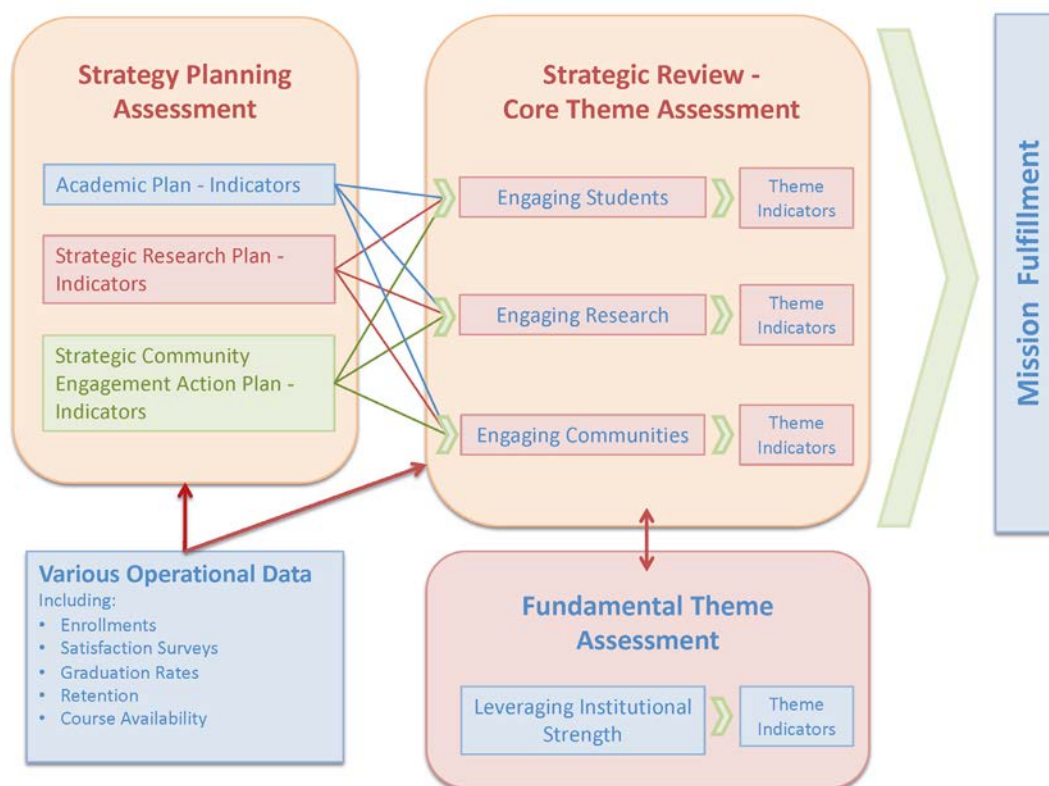 Strategy Planning
Assessment
Academic Plan - Indicators
Strategic Research Plan -
Indicators
Strategic Community
Engagement Action Plan -
Indicators
Strategic Review -
Core Theme Assessment
Engaging Students
Theme
Indicators
Engaging Research
Theme
Indicators
Engaging Communities
Theme
Indicators
Mission Fulfillment
Various Operational Data
Including:
• Enrollments
• Satisfaction Surveys
• Graduation Rates
• Retention
• Course Availability
Fundamental Theme
Assessment
Leveraging Institutional
Strength
Theme
Indicators